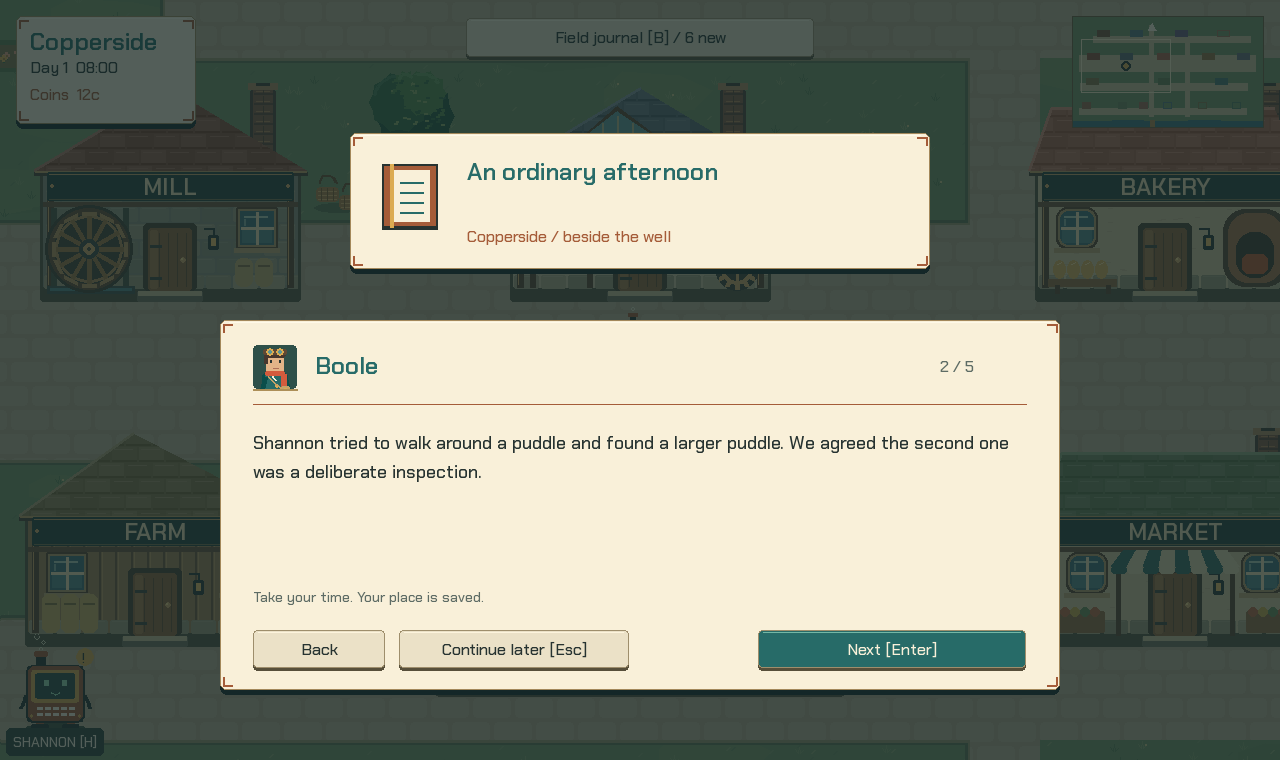 Copperside
Day 1 08:00
Coins 12c
Field journal [B] / 6 new
MILL
BAKERY
An ordinary afternoon
Copperside / beside the well
Boole
2 / 5
Shannon tried to walk around a puddle and found a larger puddle. We agreed the second one
was a deliberate inspection.
FARM
MARKET
Take your time. Your place is saved.
Back
Continue later [Esc]
Next [Enter]
SHANNON [H]